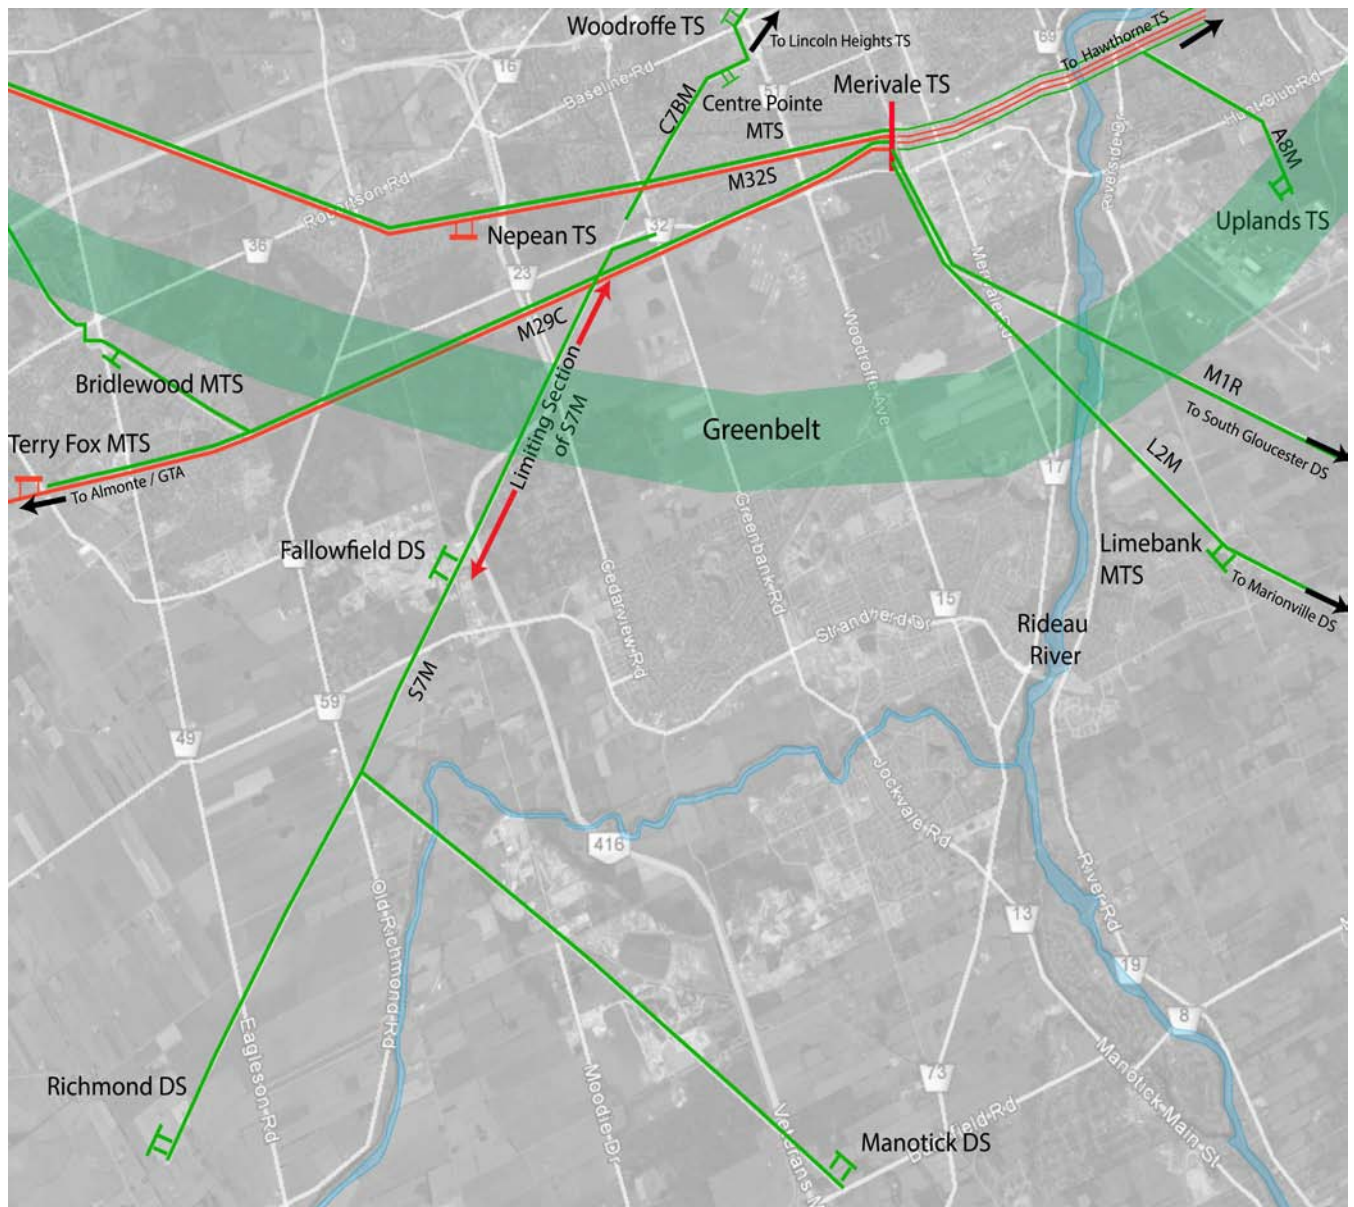 Woodroffe TS
To Lincoln Heights TS
69
To Hawthorne TS
16
Baseline Rd
51
Merivale TS
C7BM
Centre Pointe
MTS
Hunt Club Rd
Riverside Dr
A8M
M32S
Robertson Rd
Uplands TS
32
Nepean TS
36
23
Merivale Rd
M29C
Woodroffe Ave
Bridlewood MTS
M1R
Limiting Section
of S7M
Greenbelt
To South Gloucester DS
Terry Fox MTS
L2M
To Almonte / GTA
17
Greenbank Rd
Fallowfield DS
Limebank
MTS
Cedarview Rd
To Marionville DS
15
Strandherd Dr
Rideau
River
S7M
59
49
Jockvale Rd
416
River Rd
Old Richmond Rd
13
19
8
Eagleson Rd
Richmond DS
Moodie Dr
73
Manotick Main St
Manotick DS